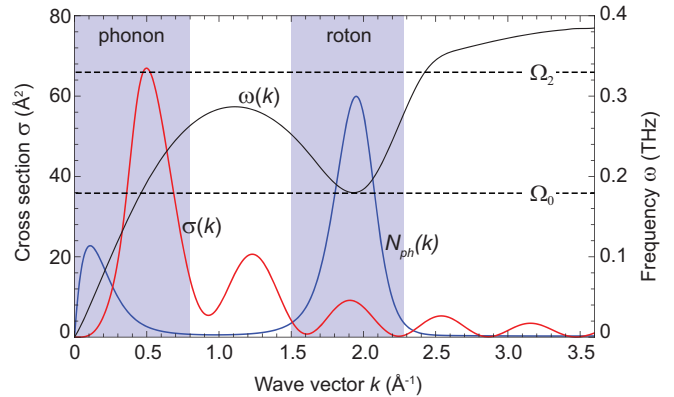 phonon
roton
ω(k)
σ(k)
N_ph(k)
Ω₂
Ω₀
Cross section σ (Å²)
80
60
40
20
0
Frequency ω (THz)
0.4
0.3
0.2
0.1
0
0
0.5
1.0
1.5
2.0
2.5
3.0
3.5
Wave vector k (Å⁻¹)